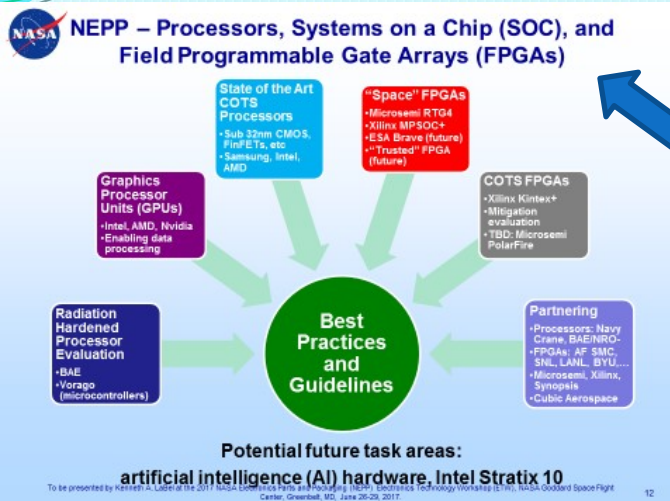 NASA
NEPP – Processors, Systems on a Chip (SOC), and
Field Programmable Gate Arrays (FPGAs)
State of the Art
COTS
Processors
•Sub 32nm CMOS,
FinFETs, etc
•Samsung, Intel,
AMD
“Space” FPGAs
•Microsemi RTG4
•Xilinx MPSOC+
•ESA Brave (future)
•“Trusted” FPGA
(future)
Graphics
Processor
Units (GPUs)
•Intel, AMD, Nvidia
•Enabling data
processing
COTS FPGAs
•Xilinx Kintex+
•Mitigation
evaluation
•TBD: Microsemi
PolarFire
Radiation
Hardened
Processor
Evaluation
•BAE
•Vorago
(microcontrollers)
Best
Practices
and
Guidelines
Partnering
•Processors: Navy
Crane, BAE/NRO-
•FPGAs: AF SMC,
SNL, LANL, BYU,...
•Microsemi, Xilinx,
Synopsis
•Cubic Aerospace
Potential future task areas:
artificial intelligence (AI) hardware, Intel Stratix 10
To be presented by Kenneth A. LaBel at the 2017 NASA Electronics Parts and Packaging (NEPP) Electronics Technology Workshop (ETW), NASA Goddard Space Flight
Center, Greenbelt, MD, June 26-29, 2017.
12